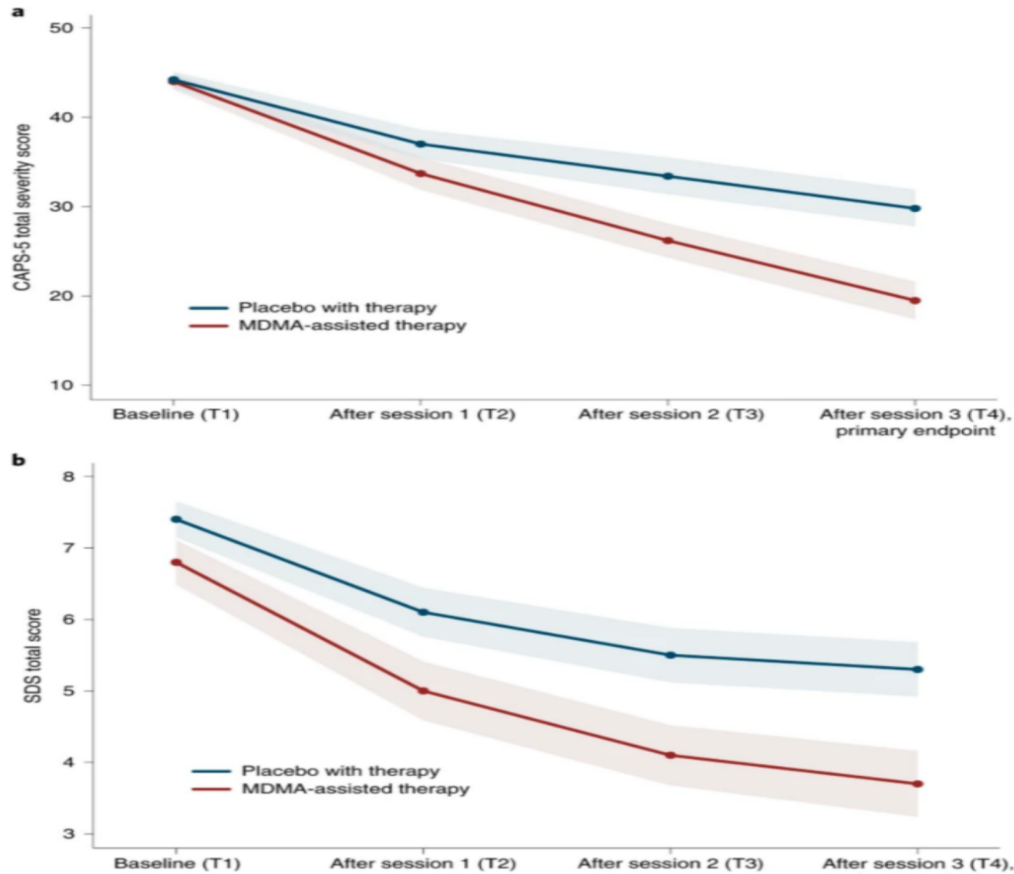 a
50
40
30
20
10
CAPS-5 total severity score
Placebo with therapy
MDMA-assisted therapy
Baseline (T1)
After session 1 (T2)
After session 2 (T3)
After session 3 (T4),
primary endpoint
b
8
7
6
5
4
3
SDS total score
Placebo with therapy
MDMA-assisted therapy
Baseline (T1)
After session 1 (T2)
After session 2 (T3)
After session 3 (T4),